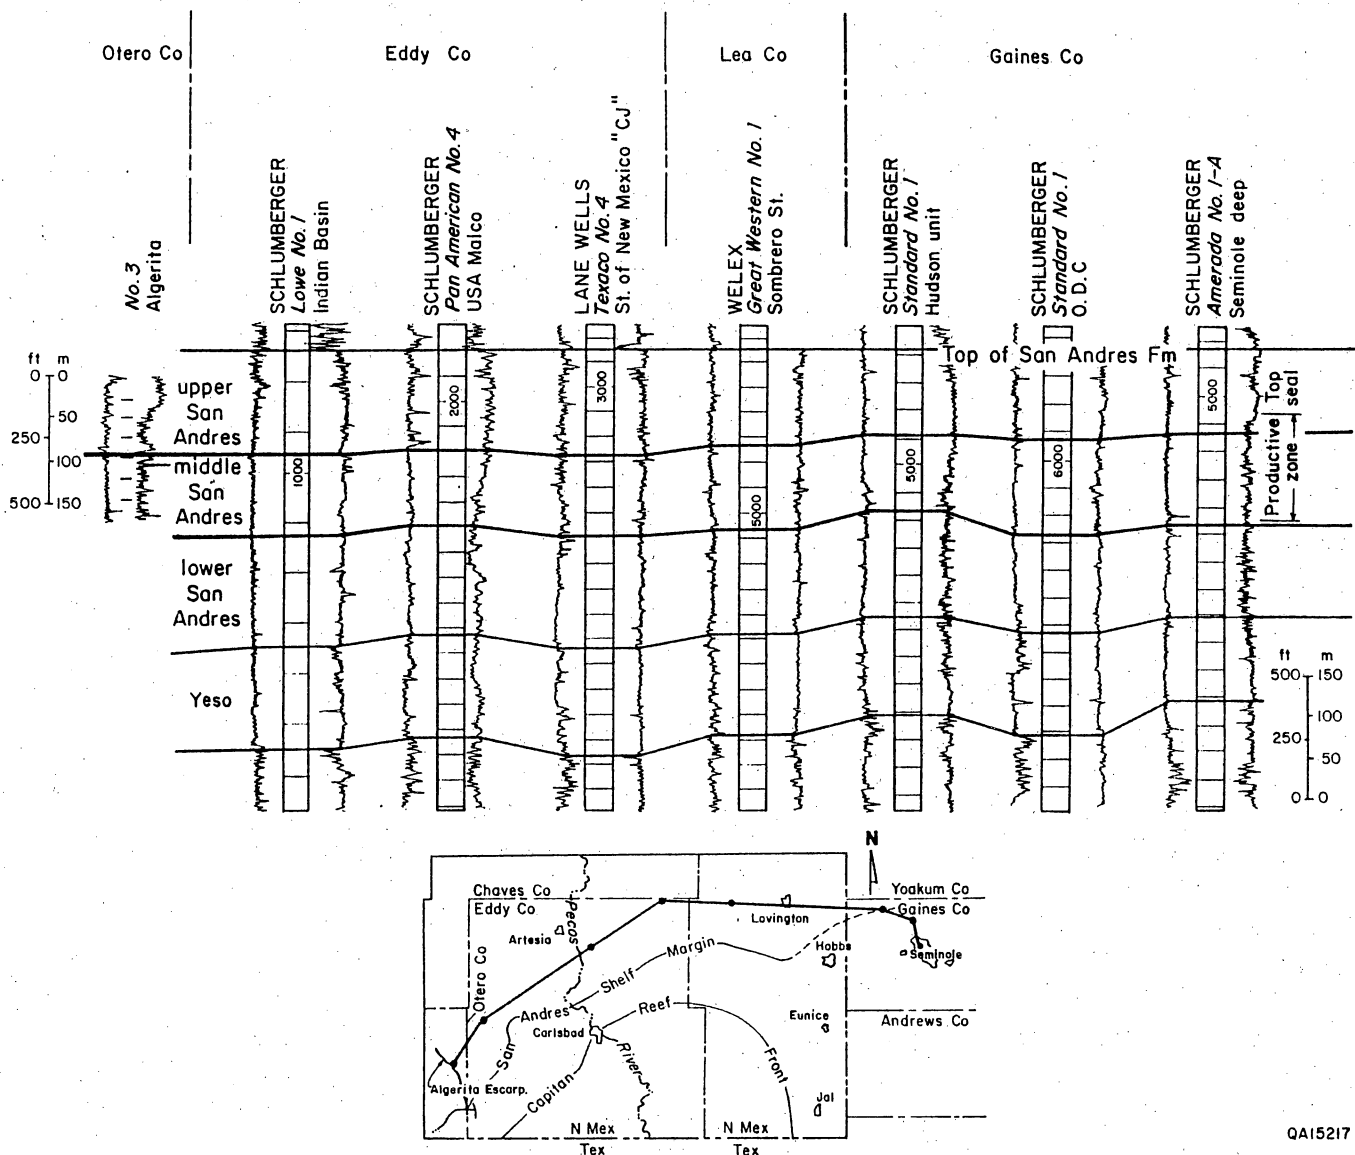 Otero Co
Eddy Co
Lea Co
Gaines Co
No. 3
Algerita
SCHLUMBERGER
Lowe No. 1
Indian Basin
SCHLUMBERGER
Pan American No. 4
USA Malco
LANE WELLS
Texaco No. 4
St. of New Mexico "CJ"
WELEX
Great Western No. 1
Sombrero St.
SCHLUMBERGER
Standard No. 1
Hudson unit
SCHLUMBERGER
Standard No. 1
O. D. C
SCHLUMBERGER
Amerada No. 1-A
Seminole deep
Top of San Andres Fm
ft m
0 0
50
250
100
500 150
upper
San
Andres
middle
San
Andres
lower
San
Andres
Yeso
1000
2000
3000
5000
5000
6000
5000
Top
seal
Productive
zone
ft m
500 150
100
250
50
0 0
N
Chaves Co
Eddy Co
Otero Co
Pecos
River
Artesia
Lovington
Yoakum Co
Gaines Co
Hobbs
Seminole
San Andres Shelf Margin
Carlsbad
Capitan Reef Front
Eunice
Andrews Co
Algerita Escarp.
Jal
N Mex
Tex
N Mex
Tex
QA15217